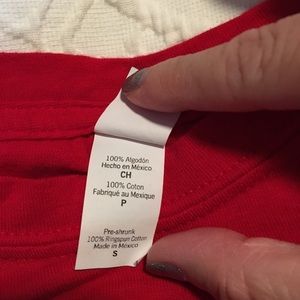 100% Algodón
Hecho en México
CH
100% Coton
Fabriqué au Mexique
P
Pre-shrunk
100% Ringspun Cotton
Made in Mexico
S